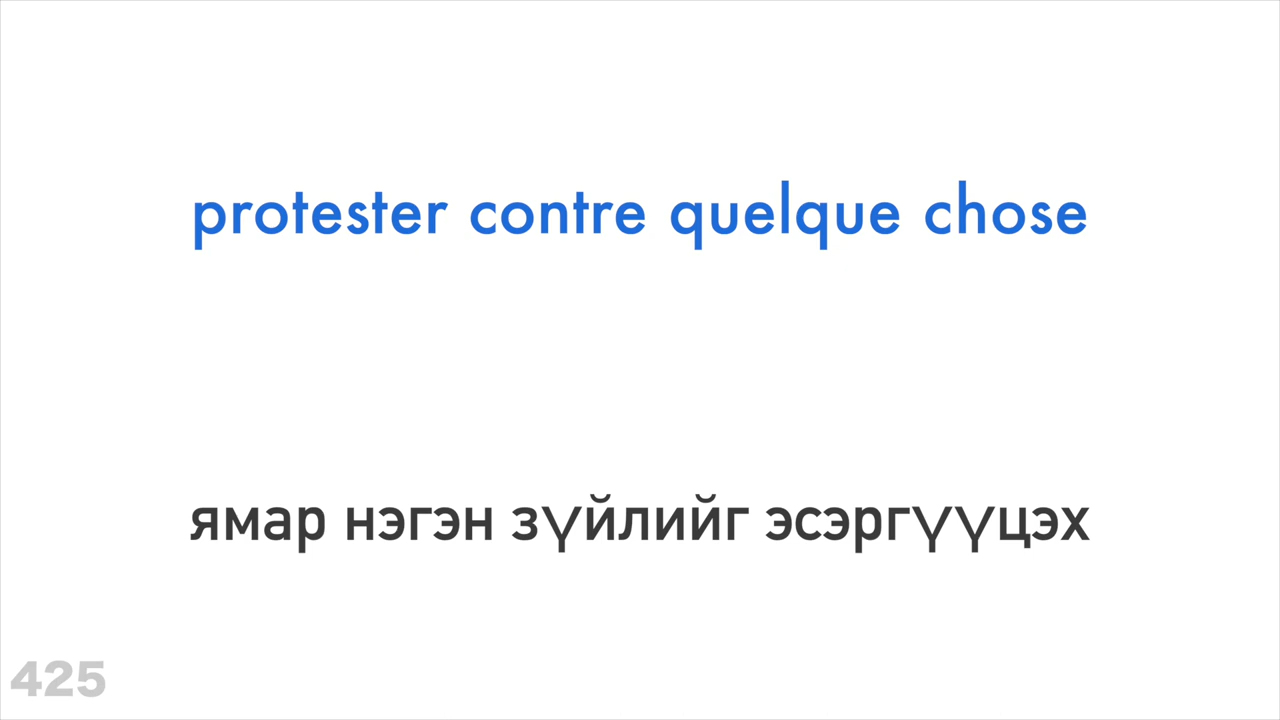 protester contre quelque chose
ямар нэгэн зүйлийг эсэргүүцэх
425